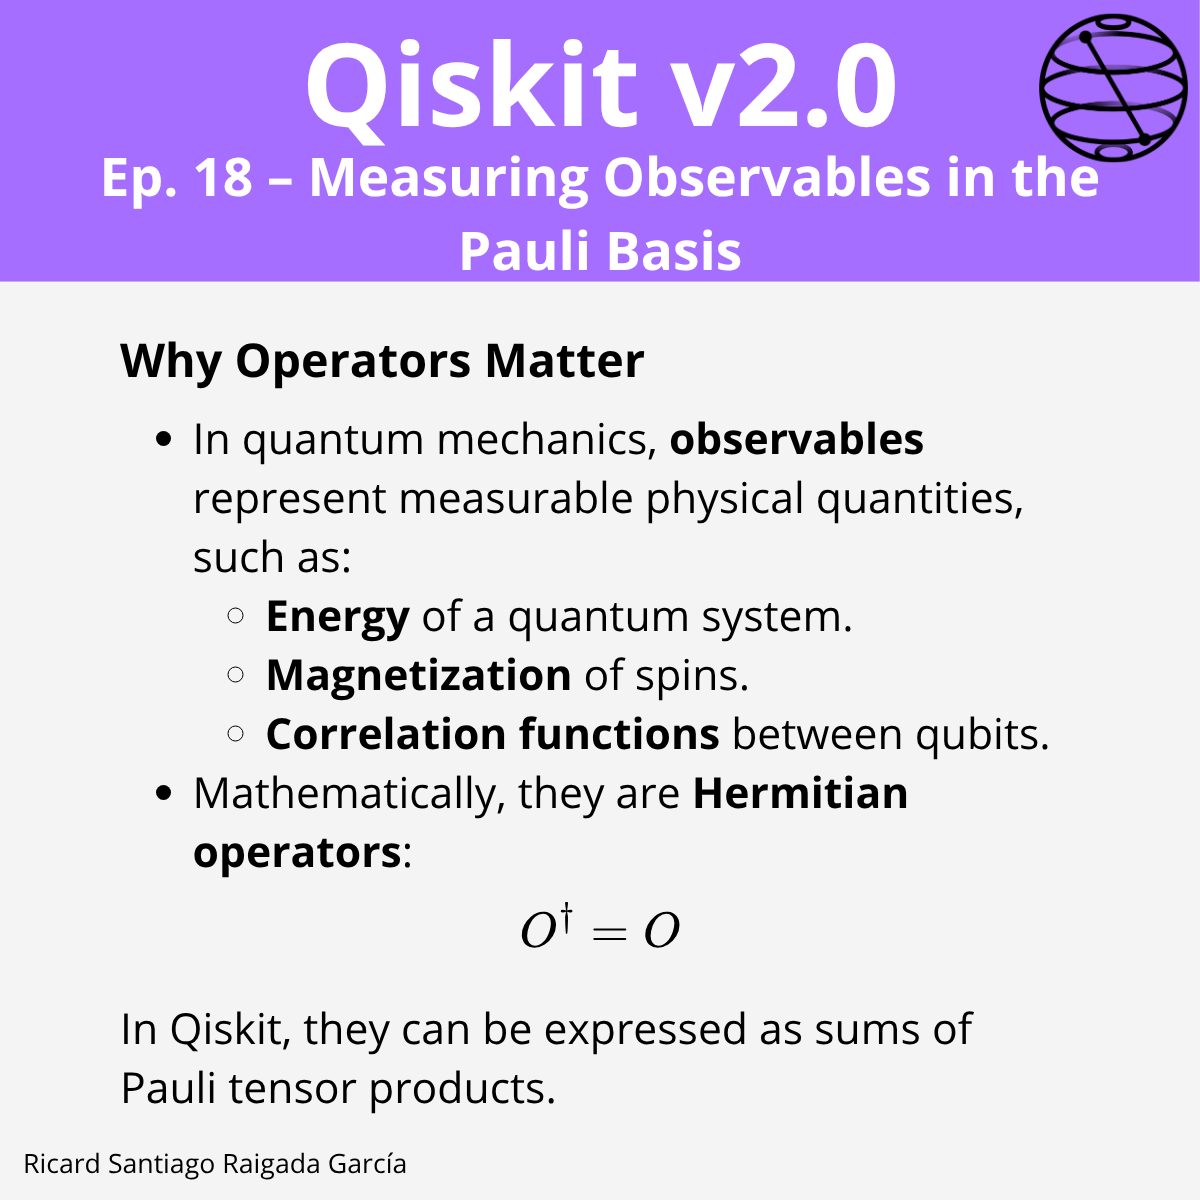 Qiskit v2.0
Ep. 18 – Measuring Observables in the
Pauli Basis
Why Operators Matter
• In quantum mechanics, observables
represent measurable physical quantities,
such as:
○ Energy of a quantum system.
○ Magnetization of spins.
○ Correlation functions between qubits.
• Mathematically, they are Hermitian
operators:
O† = O
In Qiskit, they can be expressed as sums of
Pauli tensor products.
Ricard Santiago Raigada García